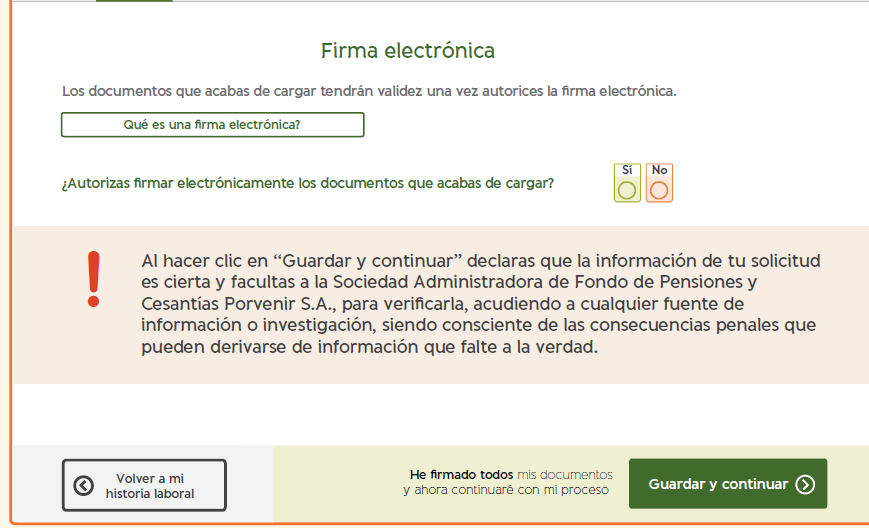 Firma electrónica
Los documentos que acabas de cargar tendrán validez una vez autorices la firma electrónica.
Qué es una firma electrónica?
¿Autorizas firmar electrónicamente los documentos que acabas de cargar?
Sí No
Al hacer clic en “Guardar y continuar” declaras que la información de tu solicitud
es cierta y facultas a la Sociedad Administradora de Fondo de Pensiones y
Cesantías Porvenir S.A., para verificarla, acudiendo a cualquier fuente de
información o investigación, siendo consciente de las consecuencias penales que
pueden derivarse de información que falte a la verdad.
Volver a mi
historia laboral
He firmado todos mis documentos
y ahora continuaré con mi proceso
Guardar y continuar